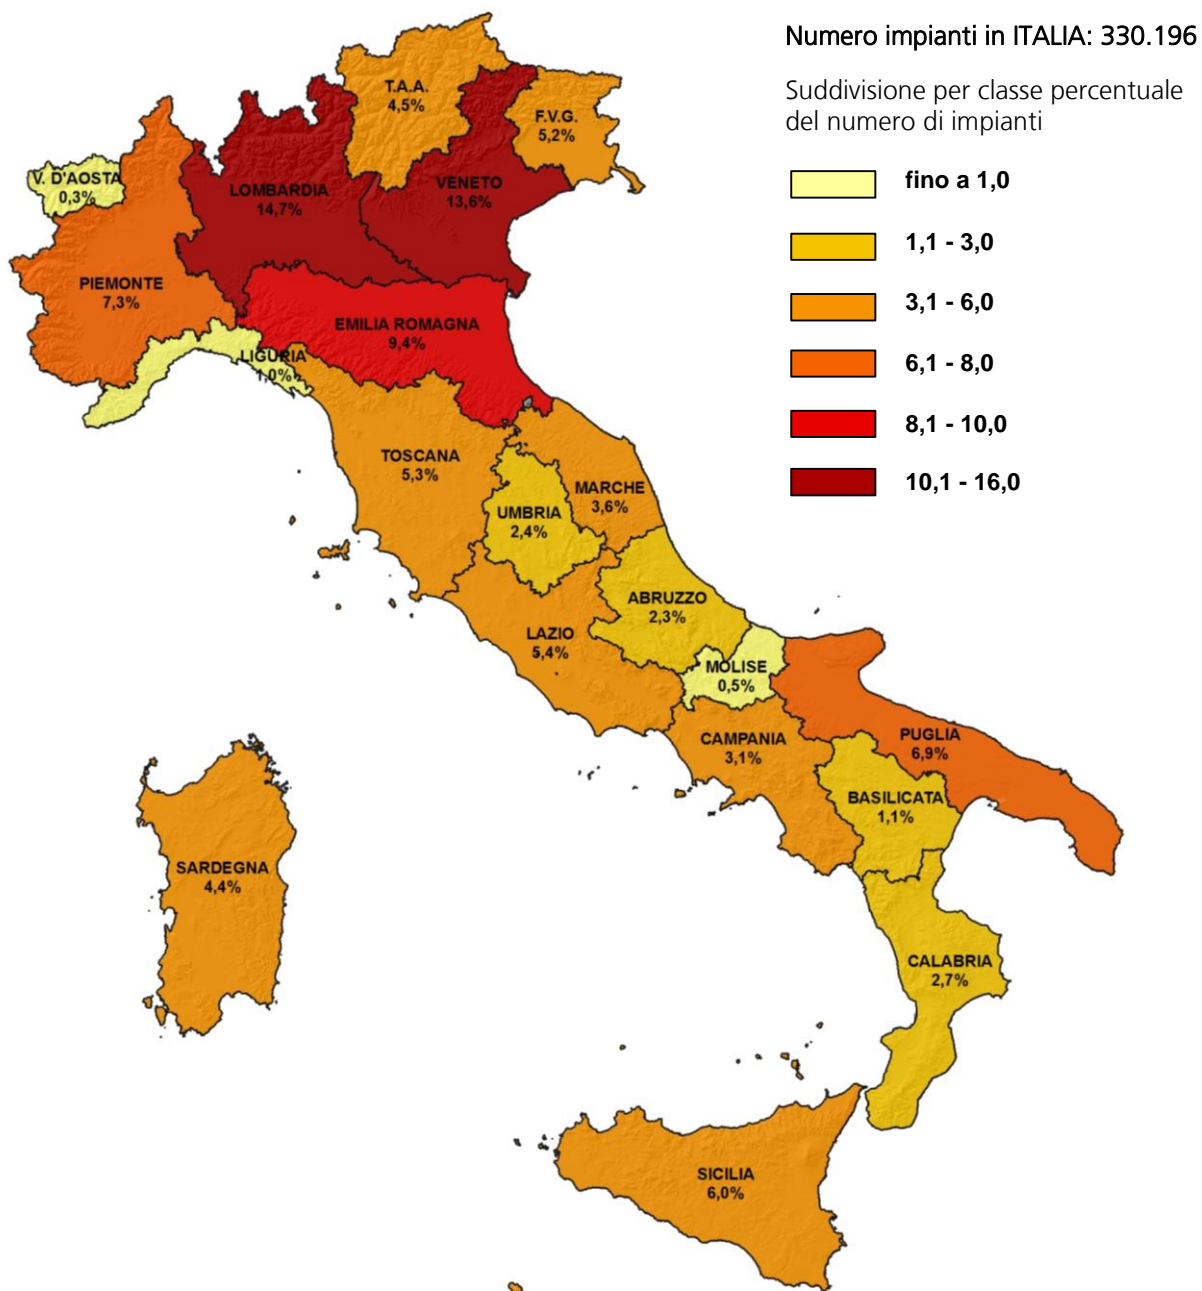 Numero impianti in ITALIA: 330.196
Suddivisione per classe percentuale
del numero di impianti
fino a 1,0
1,1 - 3,0
3,1 - 6,0
6,1 - 8,0
8,1 - 10,0
10,1 - 16,0
T.A.A.
4,5%
F.V.G.
5,2%
V. D'AOSTA
0,3%
LOMBARDIA
14,7%
VENETO
13,6%
PIEMONTE
7,3%
EMILIA ROMAGNA
9,4%
LIGURIA
1,0%
TOSCANA
5,3%
MARCHE
3,6%
UMBRIA
2,4%
ABRUZZO
2,3%
LAZIO
5,4%
MOLISE
0,5%
CAMPANIA
3,1%
PUGLIA
6,9%
BASILICATA
1,1%
SARDEGNA
4,4%
CALABRIA
2,7%
SICILIA
6,0%